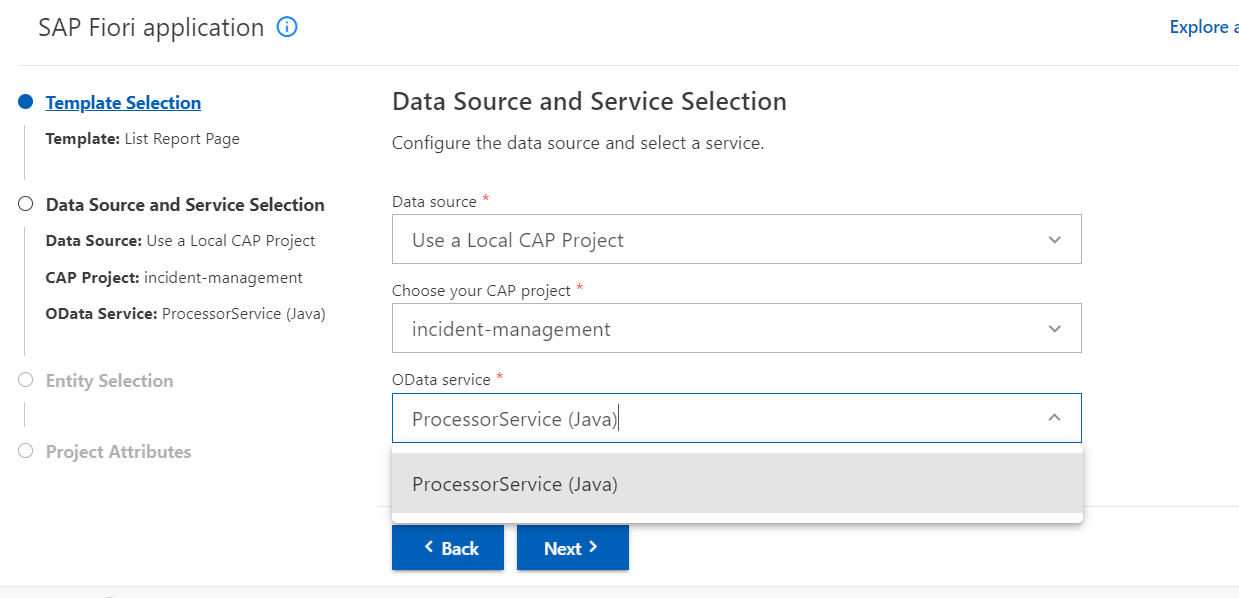 SAP Fiori application
Explore a
Template Selection
Template: List Report Page
Data Source and Service Selection
Data Source: Use a Local CAP Project
CAP Project: incident-management
OData Service: ProcessorService (Java)
Entity Selection
Project Attributes
Data Source and Service Selection
Configure the data source and select a service.
Data source *
Use a Local CAP Project
Choose your CAP project *
incident-management
OData service *
ProcessorService (Java)
ProcessorService (Java)
Back
Next